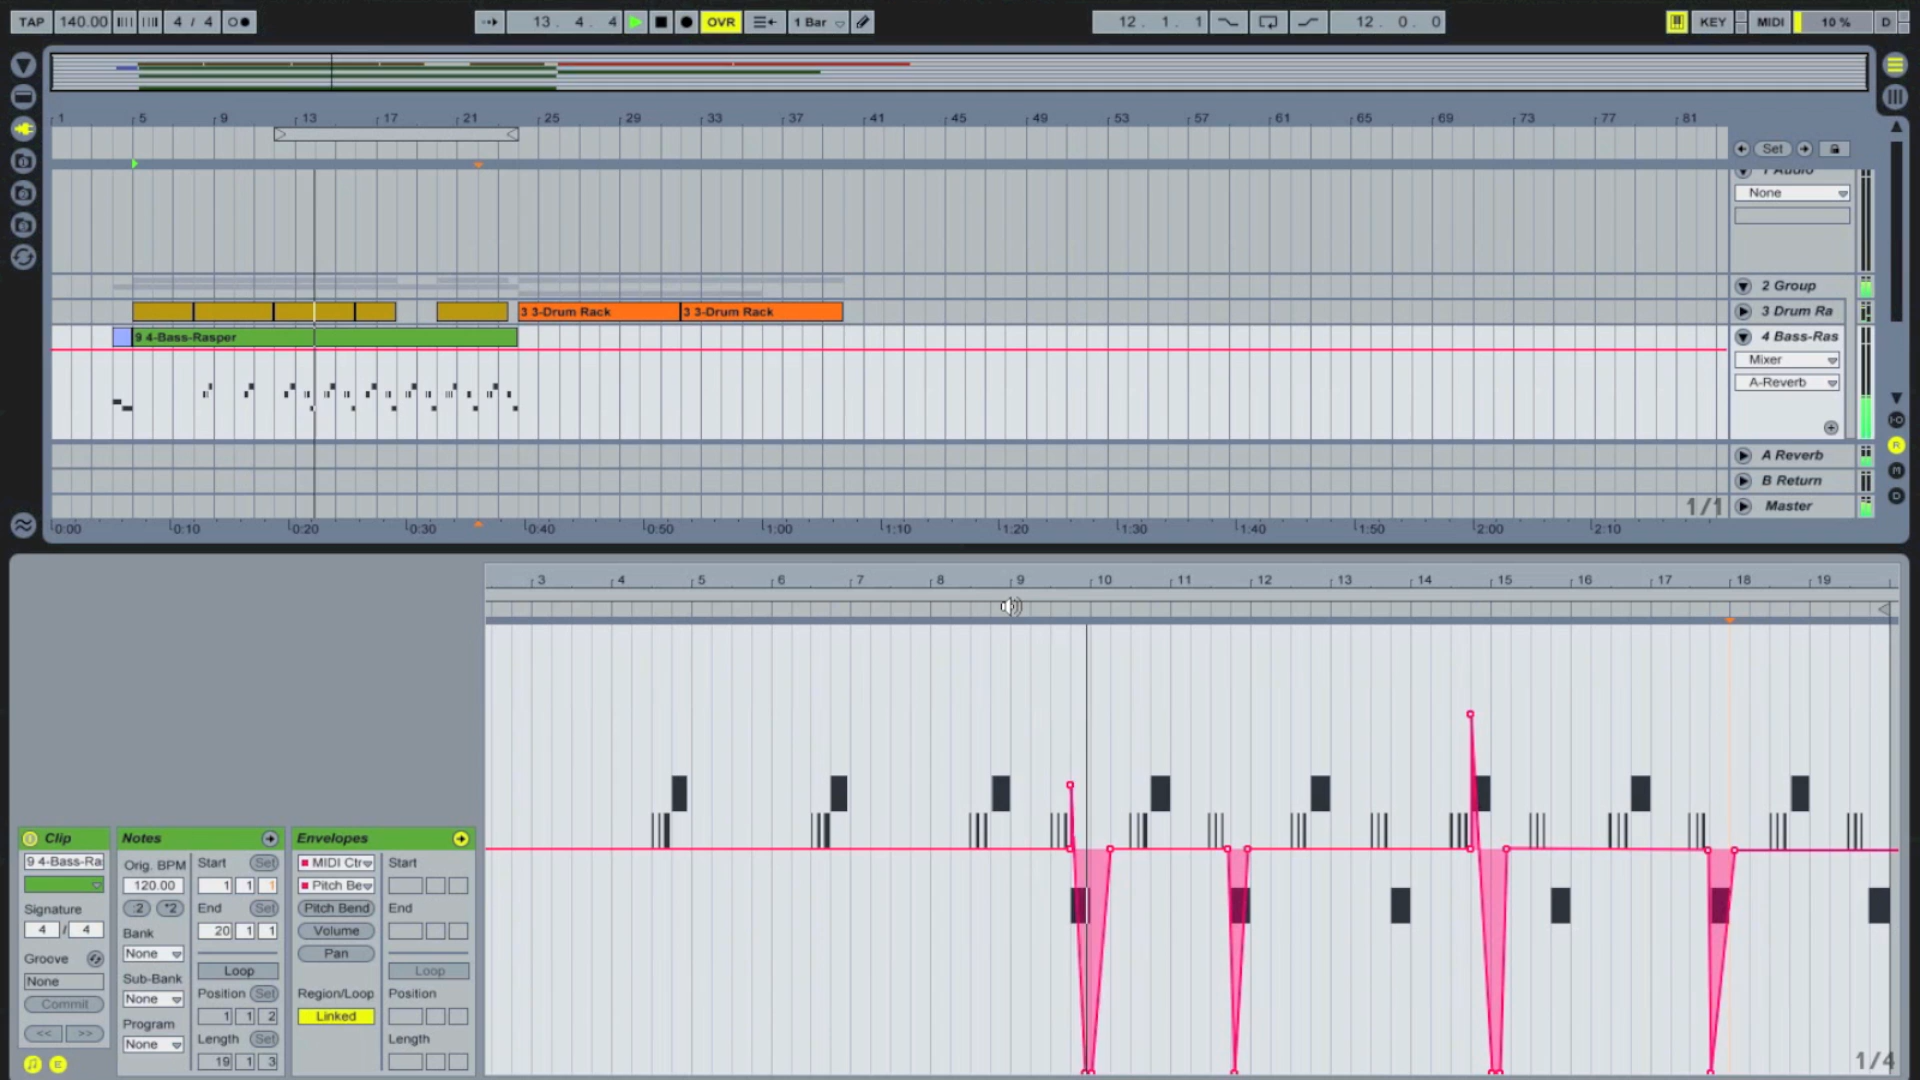 TAP 140.00 4 / 4 13. 4. 4 OVR 1 Bar 12. 1. 1 12. 0. 0 KEY MIDI 10 % D
1 5 9 13 17 21 25 29 33 37 41 45 49 53 57 61 65 69 73 77 81
Set
1 Audio
None
2 Group
3 3-Drum Rack 3 3-Drum Rack 3 Drum Ra
9 4-Bass-Rasper 4 Bass-Ras
Mixer
A-Reverb
A Reverb
B Return
1/1 Master
0:00 0:10 0:20 0:30 0:40 0:50 1:00 1:10 1:20 1:30 1:40 1:50 2:00 2:10
I·O
R
M
D
3 4 5 6 7 8 9 10 11 12 13 14 15 16 17 18 19
Clip Notes Envelopes
9 4-Bass-Ra Orig. BPM Start Set MIDI Ctr Start
120.00 1 1 1 Pitch Be
Signature :2 *2 End Set Pitch Bend End
4 / 4 Bank 20 1 1 Volume
Groove None Pan
None Sub-Bank Loop Loop
Commit None Position Set Region/Loop Position
<< >> Program 1 1 2 Linked
None Length Set Length
E 19 1 3
1/4